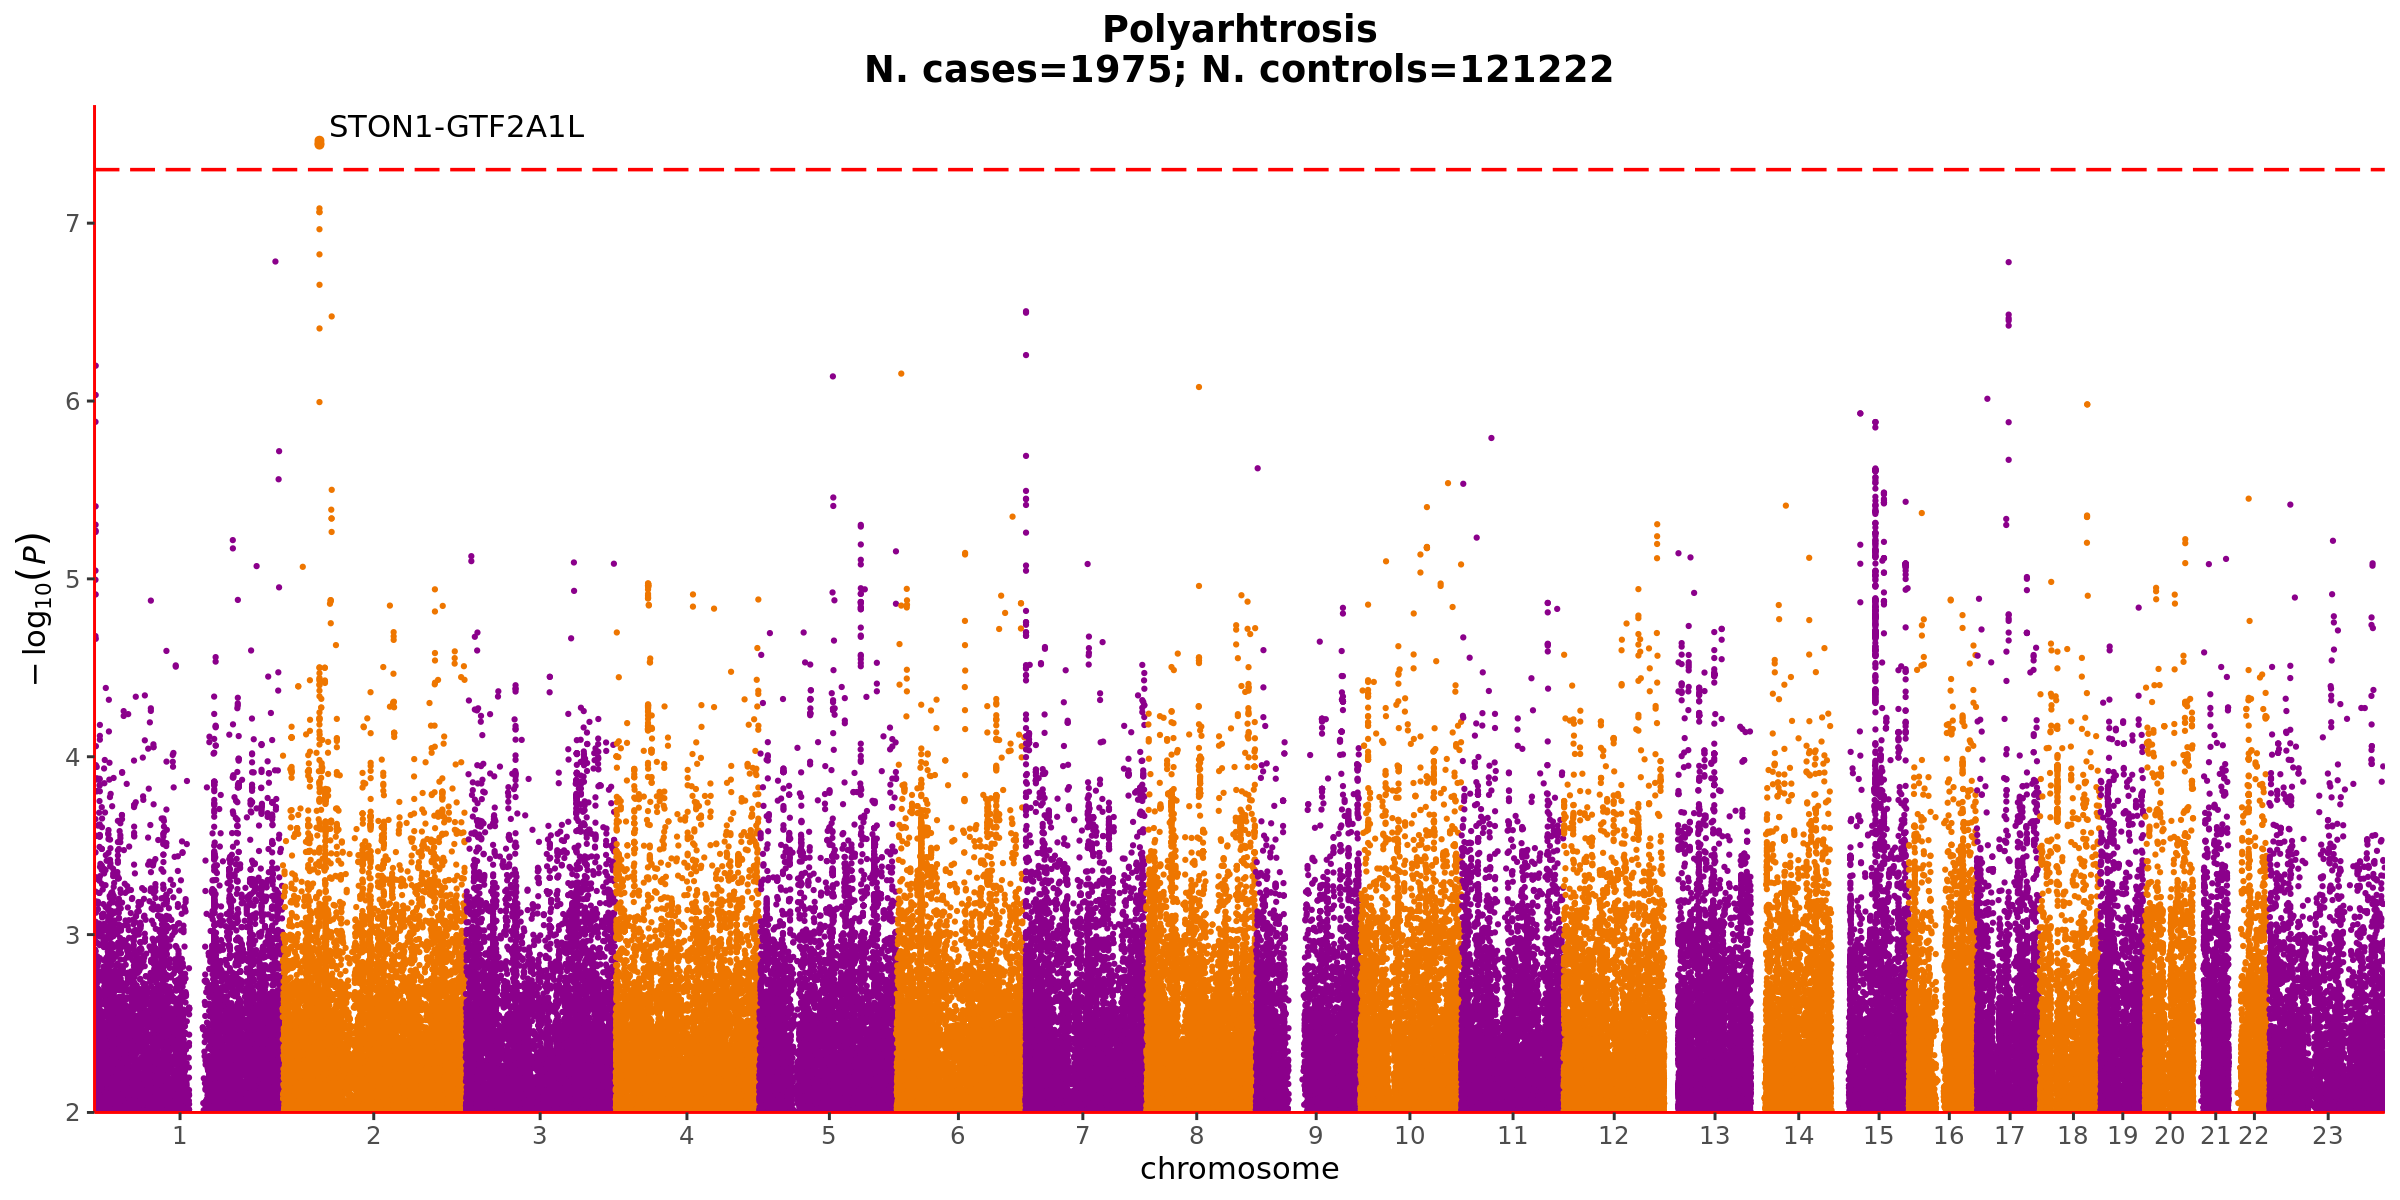 Polyarhtrosis
N. cases=1975; N. controls=121222
STON1-GTF2A1L
7
6
5
4
3
2
−log10(P)
1 2 3 4 5 6 7 8 9 10 11 12 13 14 15 16 17 18 19 20 21 22 23
chromosome